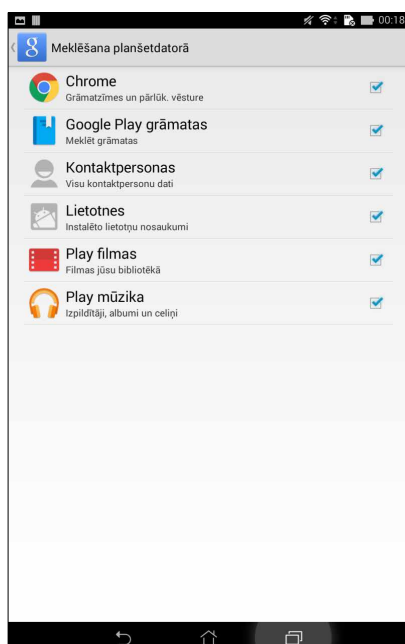 00:18
Meklēšana planšetdatorā
Chrome
Grāmatzīmes un pārlūk. vēsture
Google Play grāmatas
Meklēt grāmatas
Kontaktpersonas
Visu kontaktpersonu dati
Lietotnes
Instalēto lietotņu nosaukumi
Play filmas
Filmas jūsu bibliotēkā
Play mūzika
Izpildītāji, albumi un celiņi